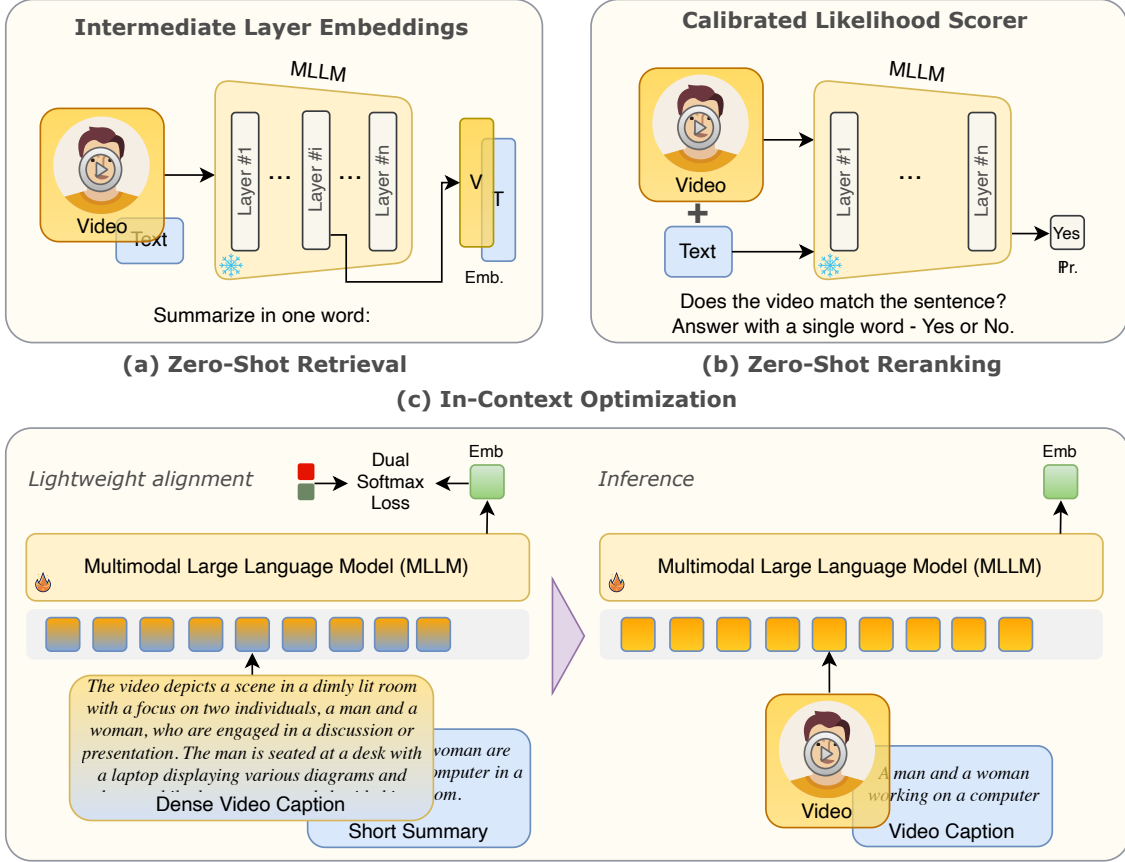 Intermediate Layer Embeddings
MLLM
Layer #1
...
Layer #i
...
Layer #n
Video
Text
V
T
Emb.
Summarize in one word:
(a) Zero-Shot Retrieval
Calibrated Likelihood Scorer
MLLM
Video
+
Text
Layer #1
...
Layer #n
Yes
Pr.
Does the video match the sentence?
Answer with a single word - Yes or No.
(b) Zero-Shot Reranking
(c) In-Context Optimization
Lightweight alignment
Dual
Softmax
Loss
Emb
Multimodal Large Language Model (MLLM)
The video depicts a scene in a dimly lit room
with a focus on two individuals, a man and a
woman, who are engaged in a discussion or
presentation. The man is seated at a desk with
a laptop displaying various diagrams and
Dense Video Caption
woman are
computer in a
Short Summary
Inference
Emb
Multimodal Large Language Model (MLLM)
Video
A man and a woman
working on a computer
Video Caption